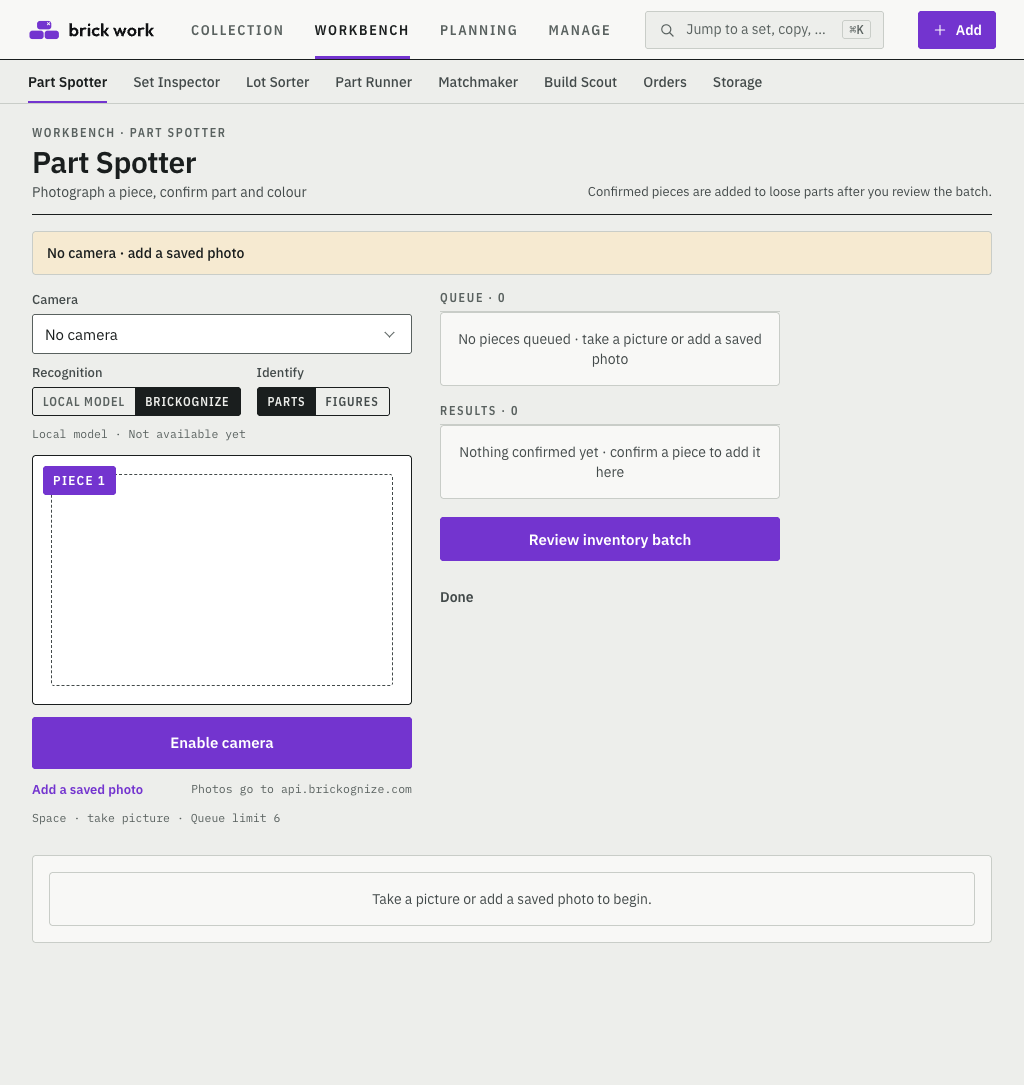 brick work
COLLECTION
WORKBENCH
PLANNING
MANAGE
Jump to a set, copy, ...
⌘K
Add
Part Spotter
Set Inspector
Lot Sorter
Part Runner
Matchmaker
Build Scout
Orders
Storage
WORKBENCH · PART SPOTTER
Part Spotter
Photograph a piece, confirm part and colour
Confirmed pieces are added to loose parts after you review the batch.
No camera · add a saved photo
Camera
No camera
Recognition
LOCAL MODEL
BRICKOGNIZE
Identify
PARTS
FIGURES
Local model · Not available yet
PIECE 1
Enable camera
Add a saved photo
Photos go to api.brickognize.com
Space · take picture · Queue limit 6
QUEUE · 0
No pieces queued · take a picture or add a saved
photo
RESULTS · 0
Nothing confirmed yet · confirm a piece to add it
here
Review inventory batch
Done
Take a picture or add a saved photo to begin.